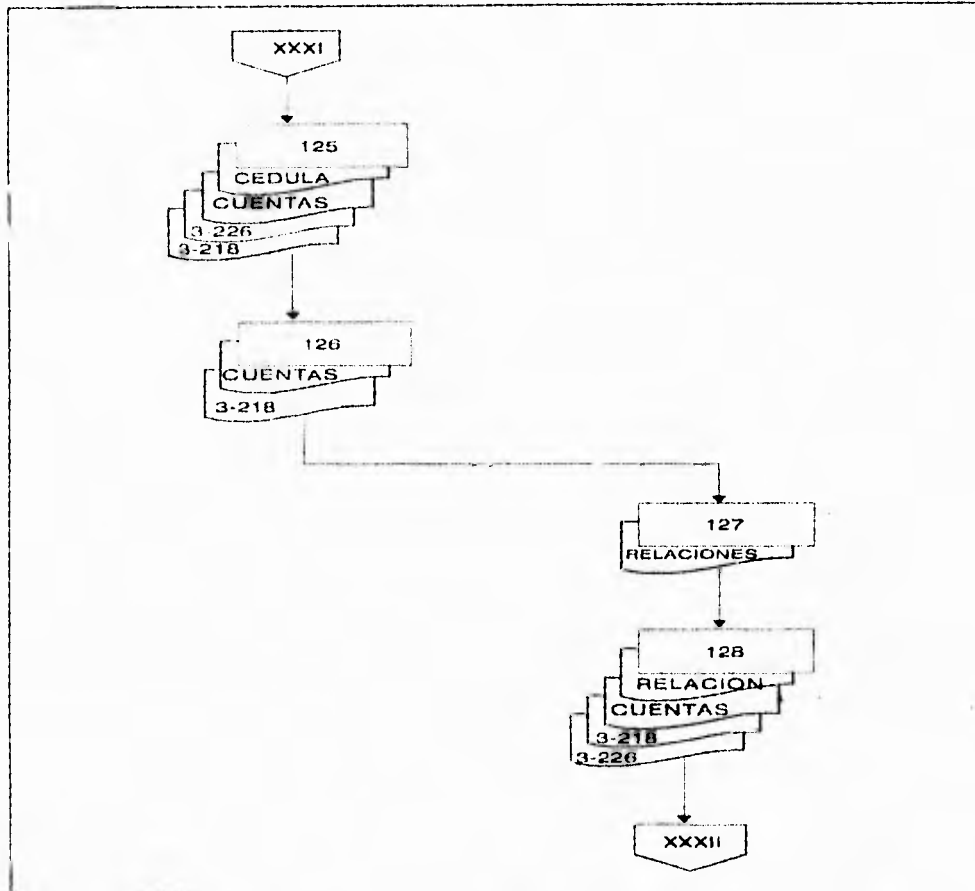 XXXI
125
CEDULA
CUENTAS
3-226
3-218
126
CUENTAS
3-218
127
RELACIONES
128
RELACION
CUENTAS
3-218
3-226
XXXII